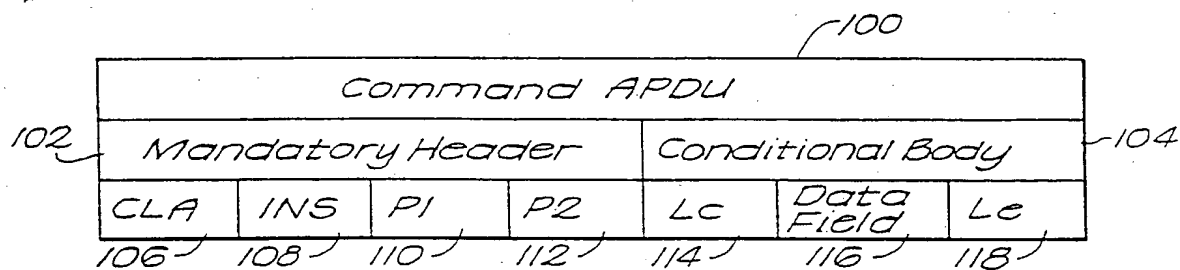 100
Command APDU
102 Mandatory Header Conditional Body 104
CLA INS P1 P2 Lc Data Field Le
106 108 110 112 114 116 118